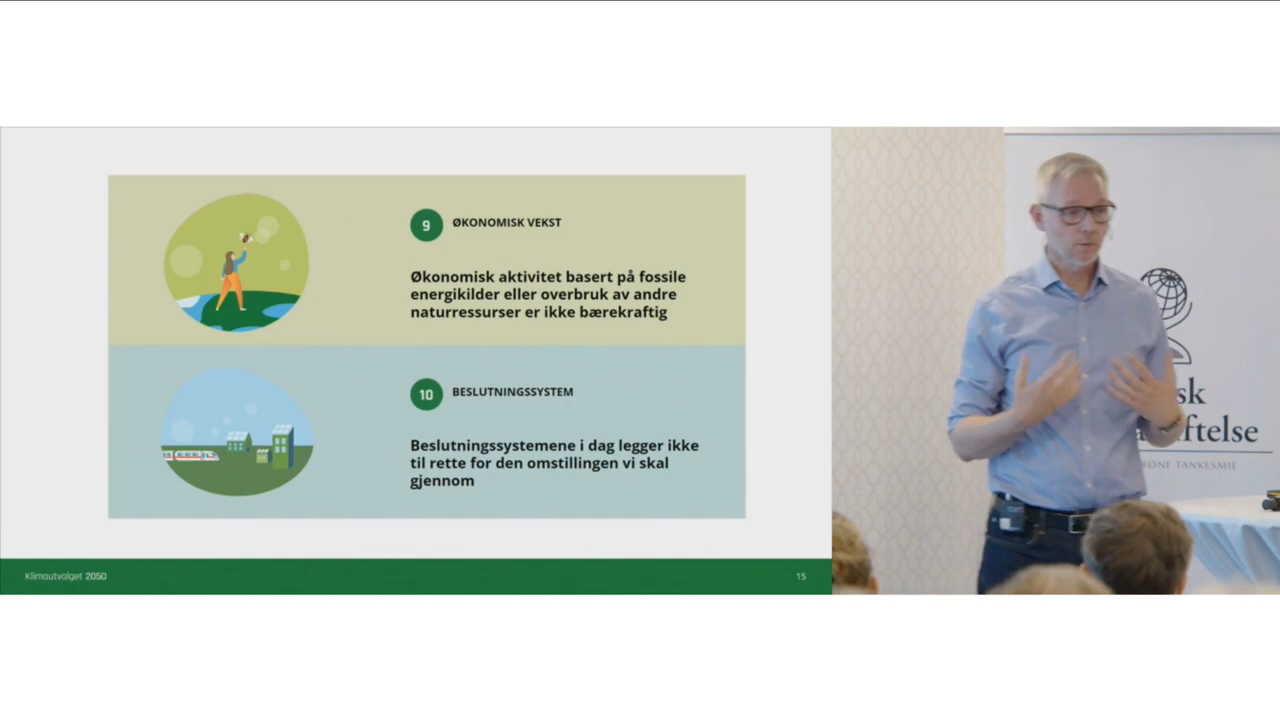 9 ØKONOMISK VEKST
Økonomisk aktivitet basert på fossile
energikilder eller overbruk av andre
naturressurser er ikke bærekraftig
10 BESLUTNINGSSYSTEM
Beslutningssystemene i dag legger ikke
til rette for den omstillingen vi skal
gjennom
Klimautvalget 2050
15
sk
ftelse
RØNE TANKESMIE